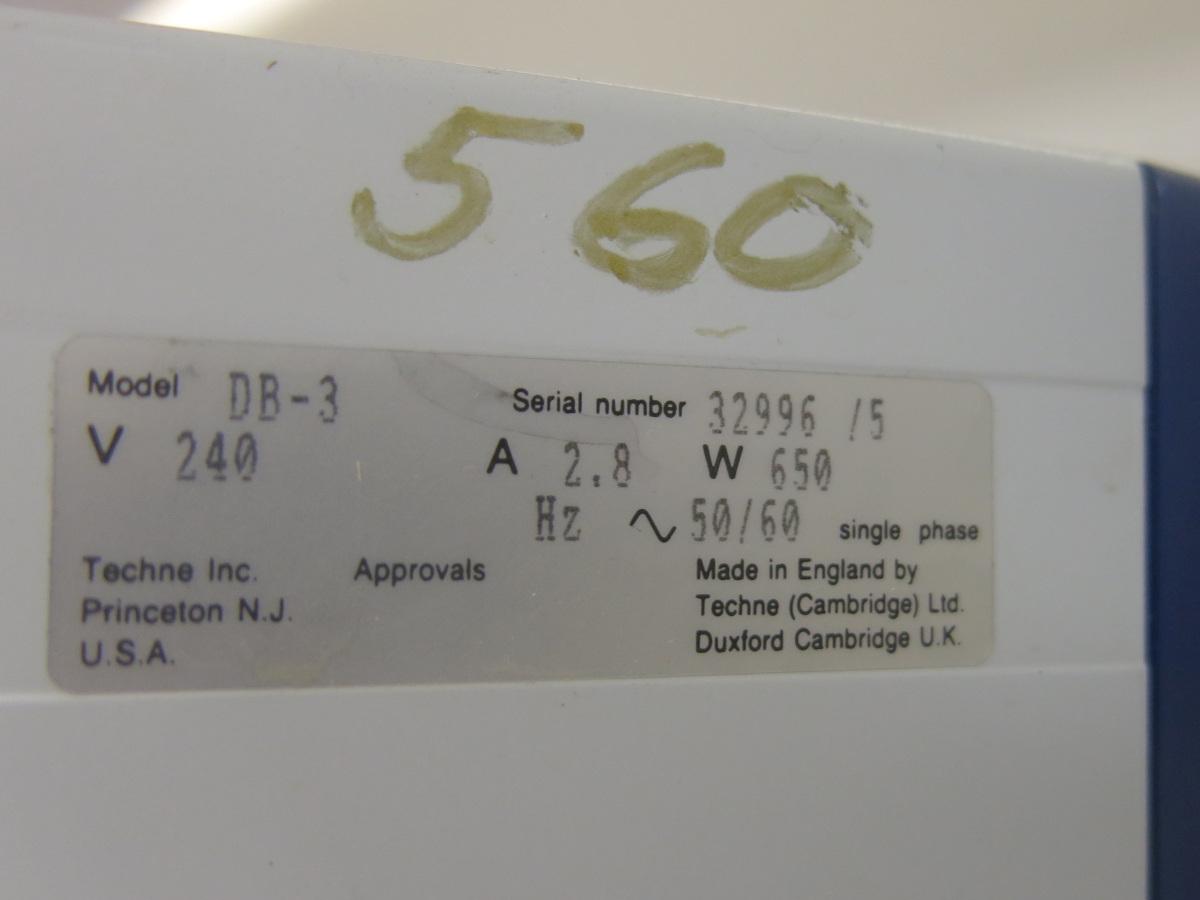 560
Model DB-3 Serial number 32996 /5
V 240 A 2.8 W 650
Hz ∿ 50/60 single phase
Techne Inc. Approvals Made in England by
Princeton N.J. Techne (Cambridge) Ltd.
U.S.A. Duxford Cambridge U.K.